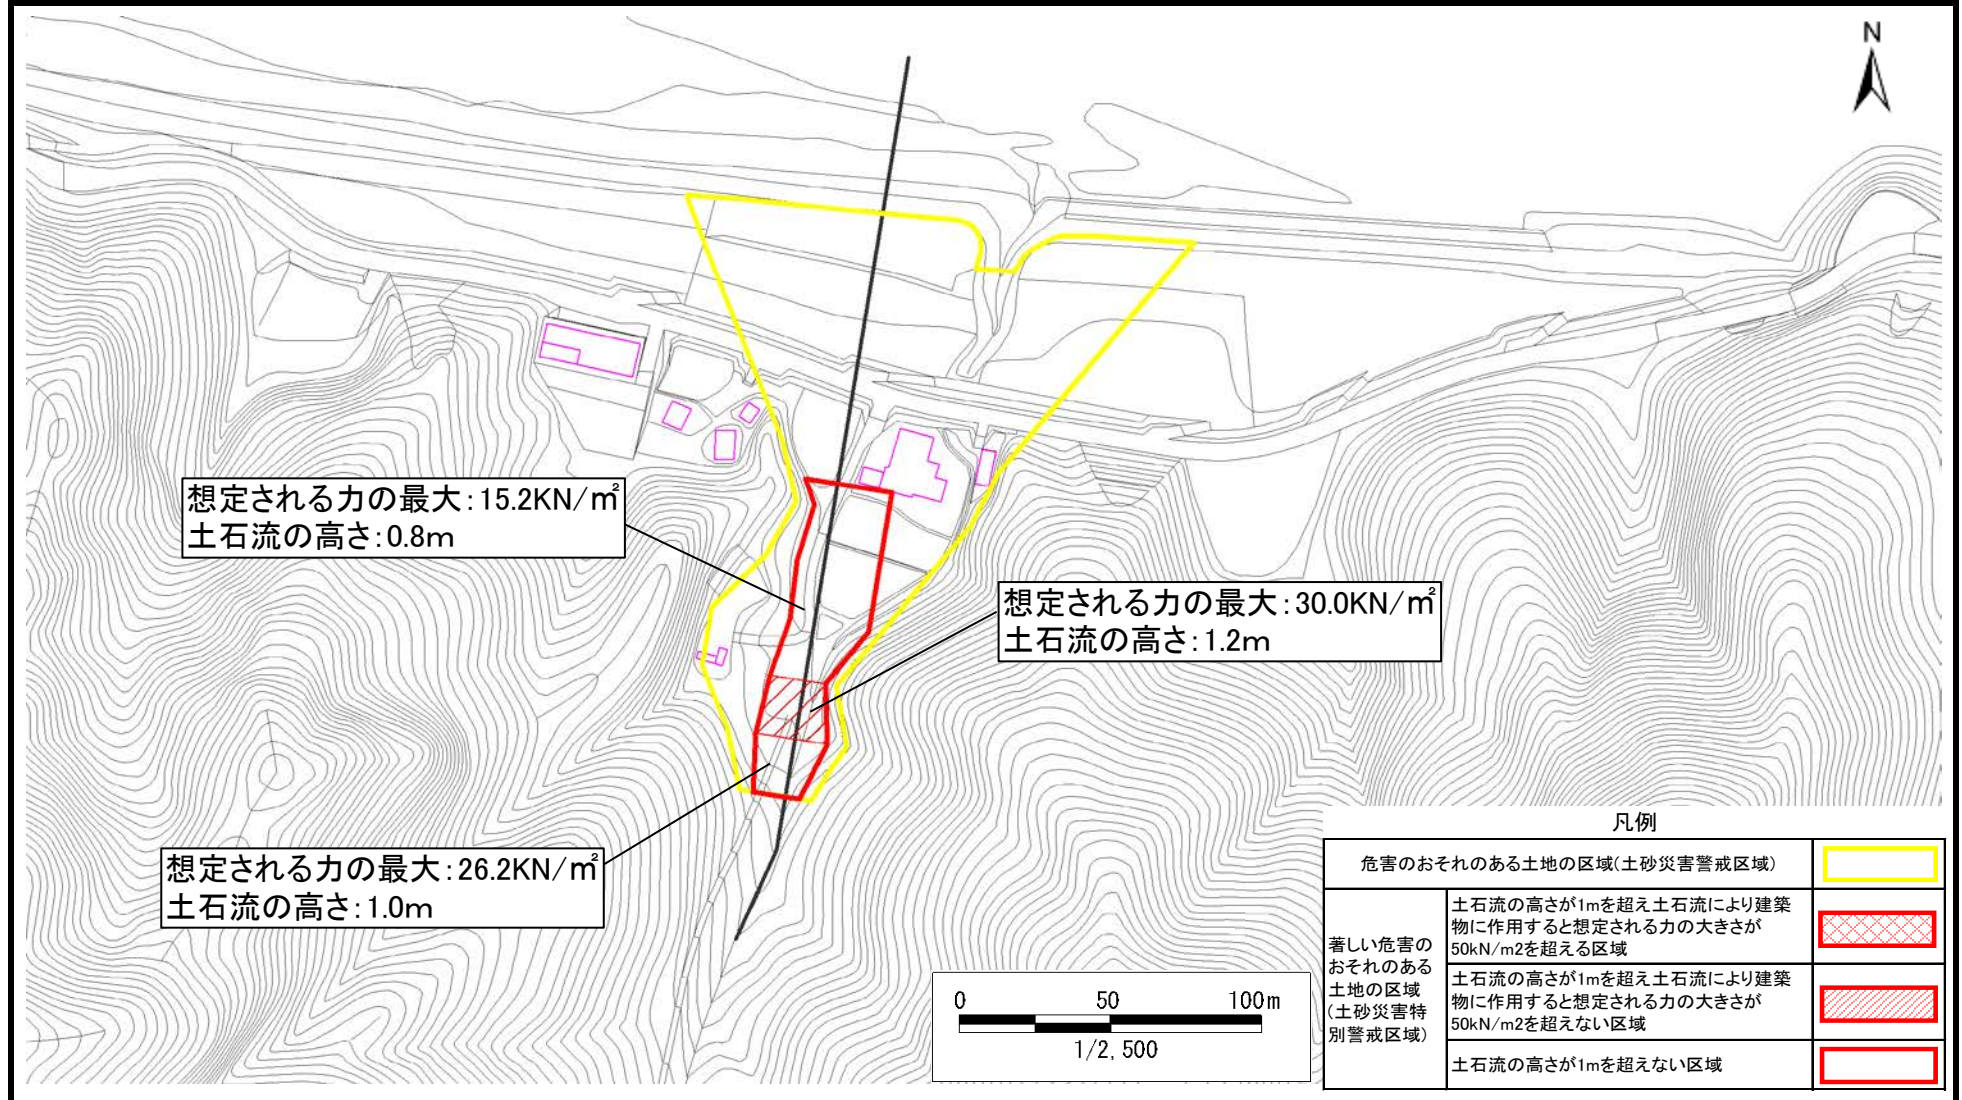 N
想定される力の最大:15.2KN/㎡
土石流の高さ:0.8m
想定される力の最大:30.0KN/㎡
土石流の高さ:1.2m
想定される力の最大:26.2KN/㎡
土石流の高さ:1.0m
0 50 100m
1/2,500
凡例
危害のおそれのある土地の区域(土砂災害警戒区域)
著しい危害の
おそれのある
土地の区域
(土砂災害特
別警戒区域)
土石流の高さが1mを超え土石流により建築
物に作用すると想定される力の大きさが
50kN/m2を超える区域
土石流の高さが1mを超え土石流により建築
物に作用すると想定される力の大きさが
50kN/m2を超えない区域
土石流の高さが1mを超えない区域